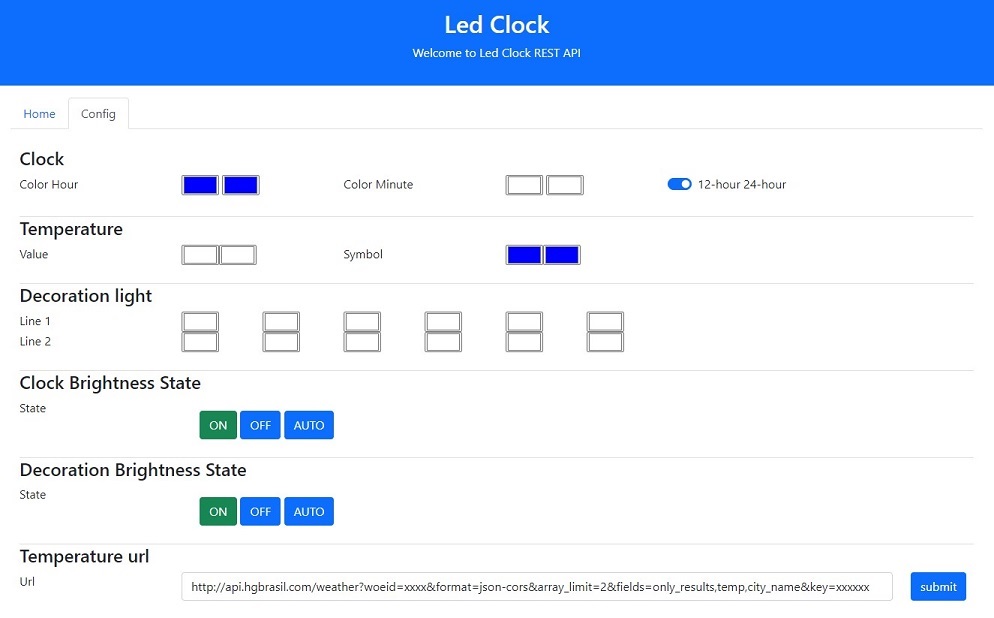 Led Clock
Welcome to Led Clock REST API
Home Config
Clock
Color Hour Color Minute 12-hour 24-hour
Temperature
Value Symbol
Decoration light
Line 1
Line 2
Clock Brightness State
State
ON OFF AUTO
Decoration Brightness State
State
ON OFF AUTO
Temperature url
Url
http://api.hgbrasil.com/weather?woeid=xxxx&format=json-cors&array_limit=2&fields=only_results,temp,city_name&key=xxxxxx submit